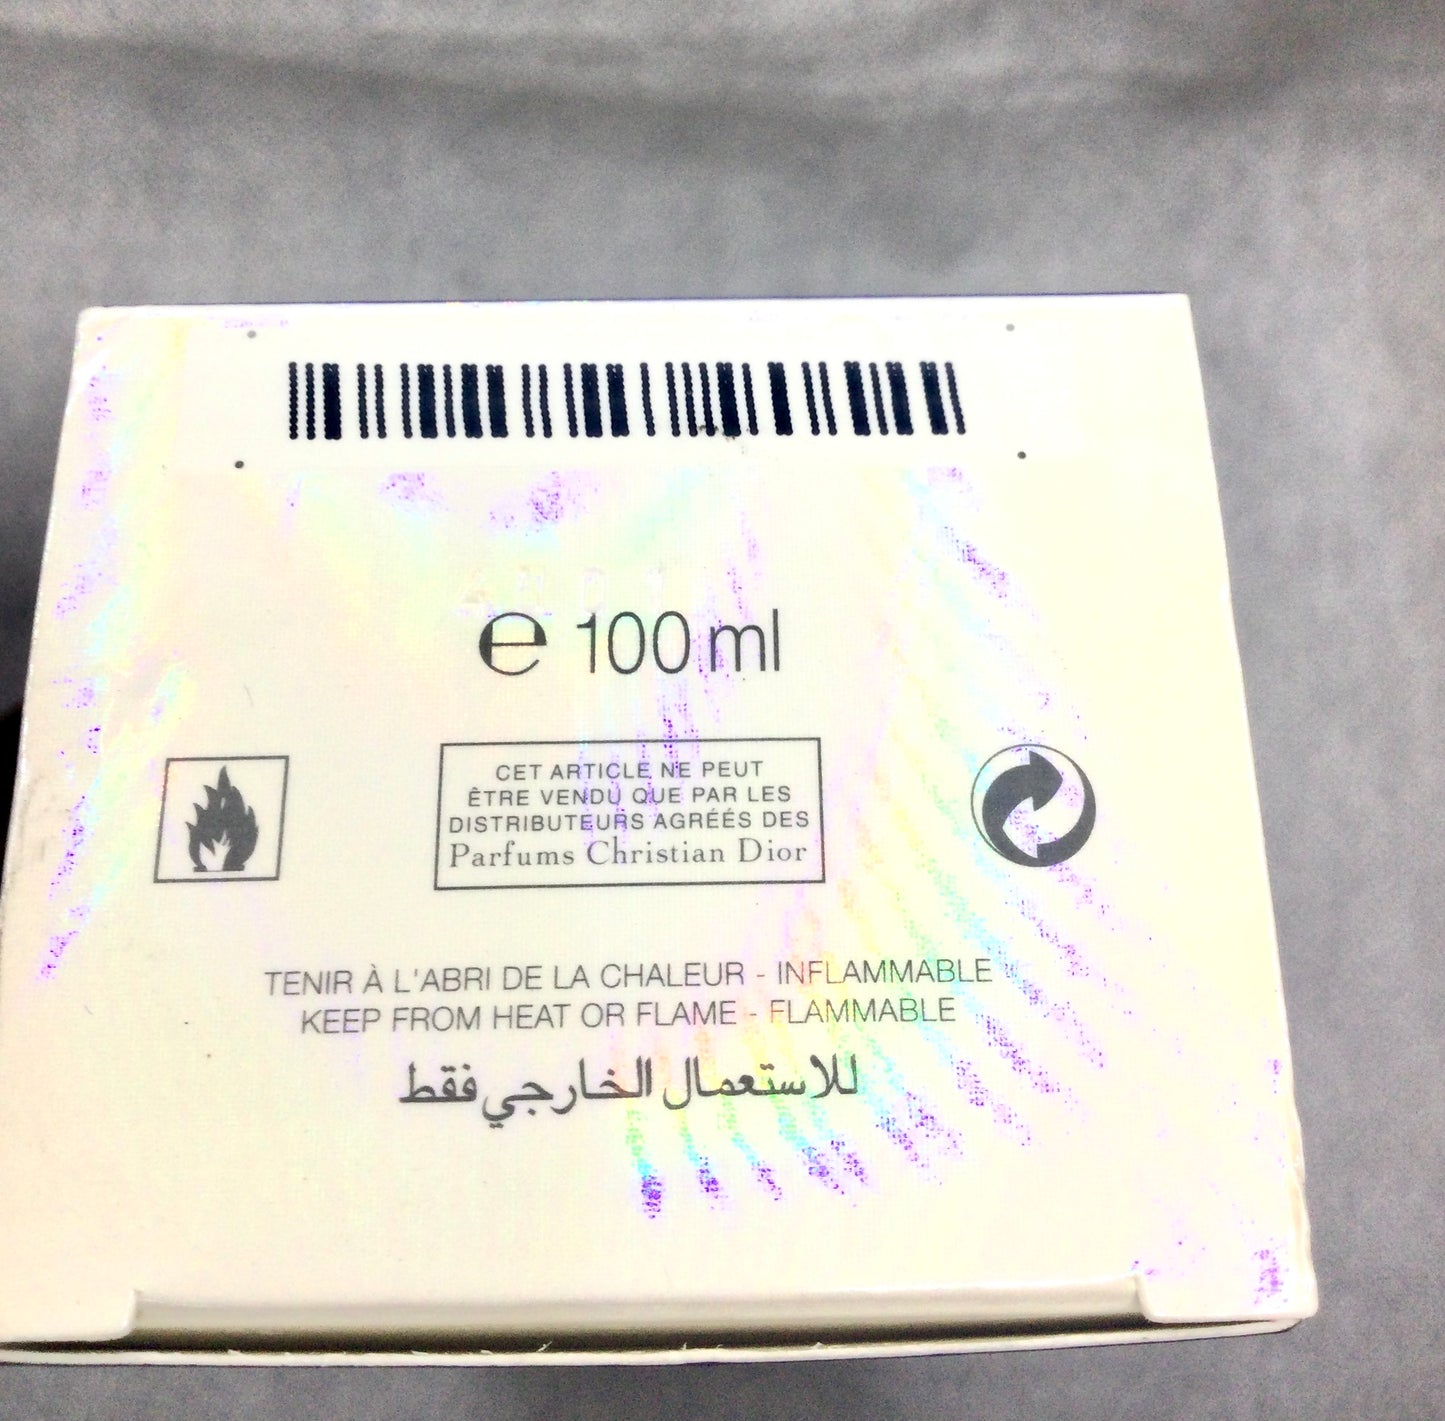 ℮ 100 ml
CET ARTICLE NE PEUT
ÊTRE VENDU QUE PAR LES
DISTRIBUTEURS AGRÉÉS DES
Parfums Christian Dior
TENIR À L'ABRI DE LA CHALEUR - INFLAMMABLE
KEEP FROM HEAT OR FLAME - FLAMMABLE
للاستعمال الخارجي فقط